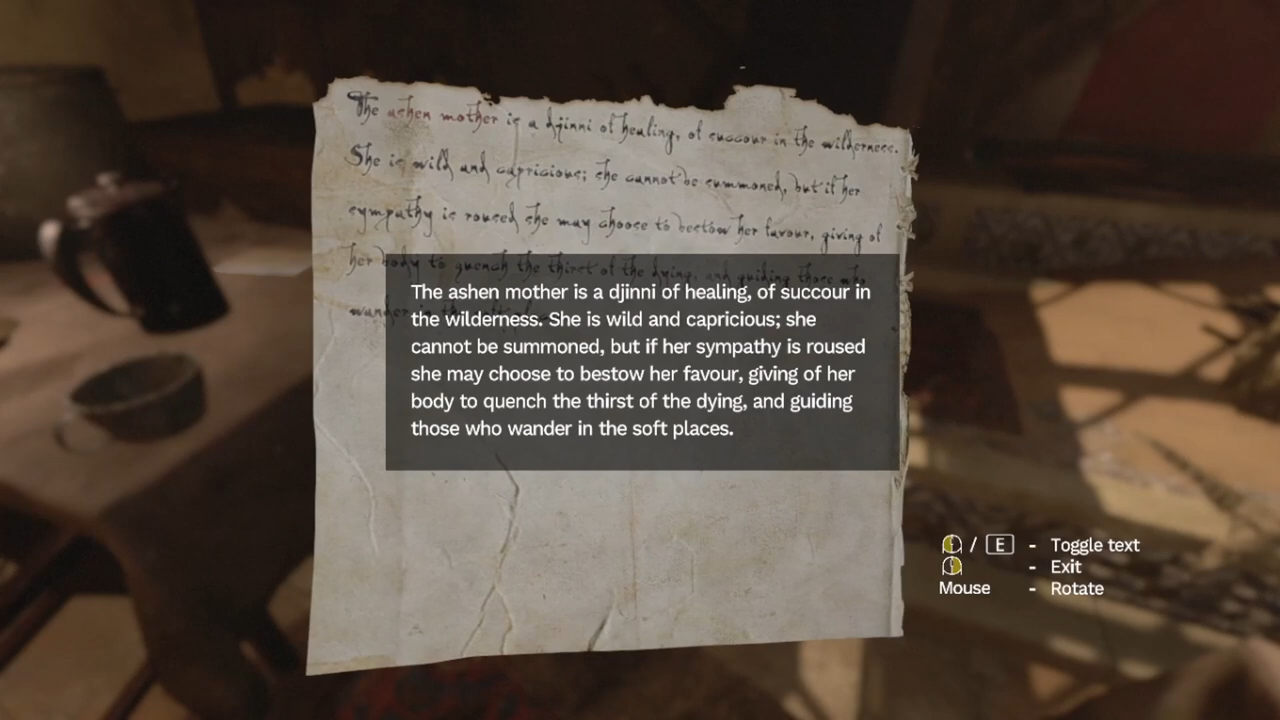 The ashen mother is a djinni of healing, of succour in the wilderness.
She is wild and capricious; she cannot be summoned, but if her
sympathy is roused she may choose to bestow her favour, giving of
her body to quench the thirst of the dying, and guiding those who
wander in the
The ashen mother is a djinni of healing, of succour in
the wilderness. She is wild and capricious; she
cannot be summoned, but if her sympathy is roused
she may choose to bestow her favour, giving of her
body to quench the thirst of the dying, and guiding
those who wander in the soft places.
/ E - Toggle text
- Exit
Mouse - Rotate